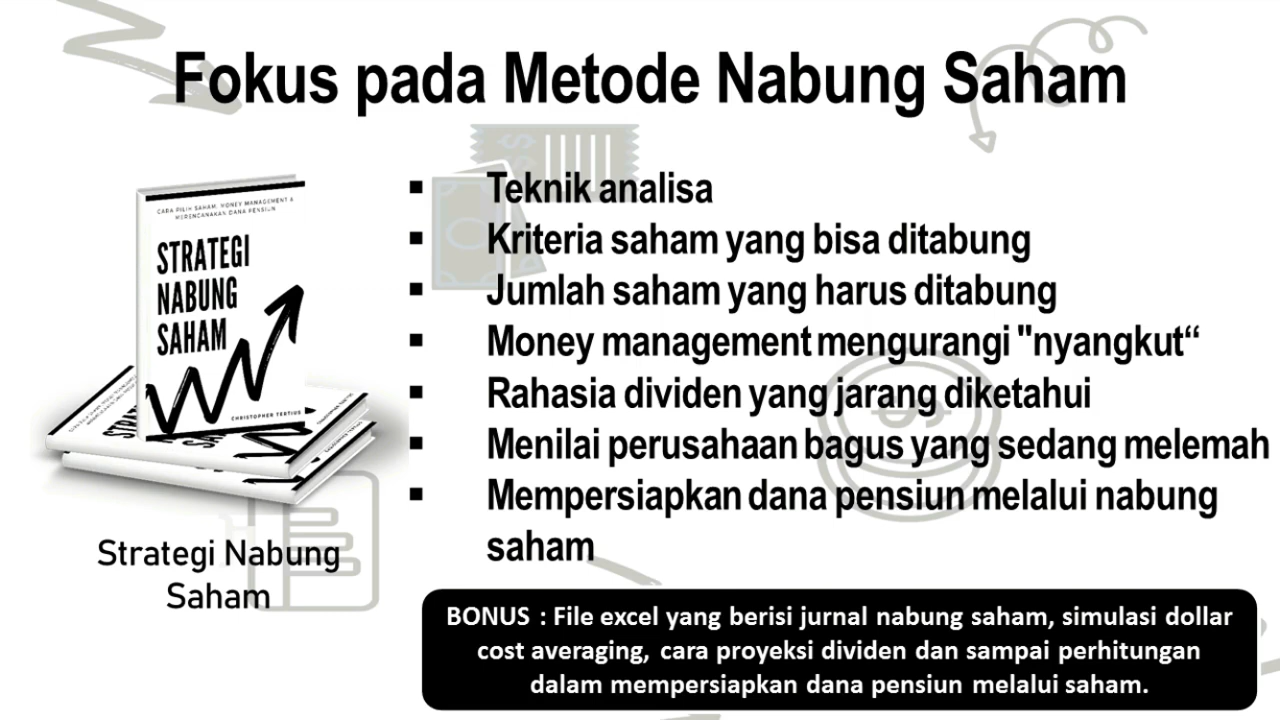 Fokus pada Metode Nabung Saham
CARA PILIH SAHAM, MONEY MANAGEMENT &
MERENCANAKAN DANA PENSIUN
STRATEGI
NABUNG
SAHAM
CHRISTOPHER TERTIUS
Strategi Nabung
Saham
▪ Teknik analisa
▪ Kriteria saham yang bisa ditabung
▪ Jumlah saham yang harus ditabung
▪ Money management mengurangi "nyangkut“
▪ Rahasia dividen yang jarang diketahui
▪ Menilai perusahaan bagus yang sedang melemah
▪ Mempersiapkan dana pensiun melalui nabung
saham
BONUS : File excel yang berisi jurnal nabung saham, simulasi dollar
cost averaging, cara proyeksi dividen dan sampai perhitungan
dalam mempersiapkan dana pensiun melalui saham.